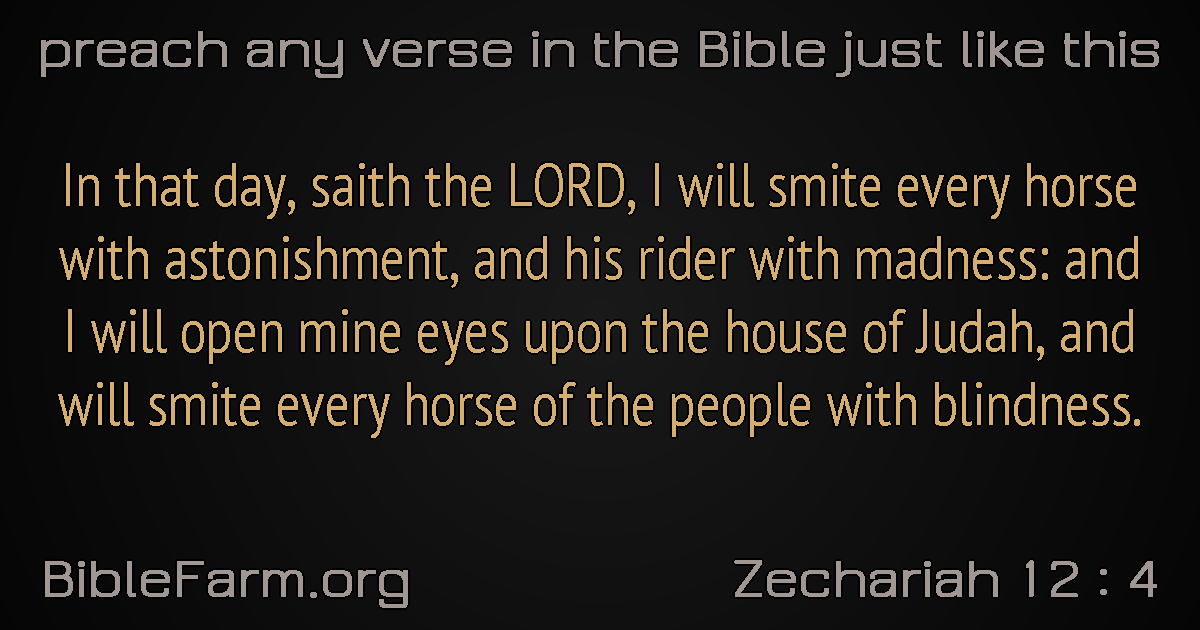 preach any verse in the Bible just like this
In that day, saith the LORD, I will smite every horse
with astonishment, and his rider with madness: and
I will open mine eyes upon the house of Judah, and
will smite every horse of the people with blindness.
BibleFarm.org
Zechariah 12 : 4